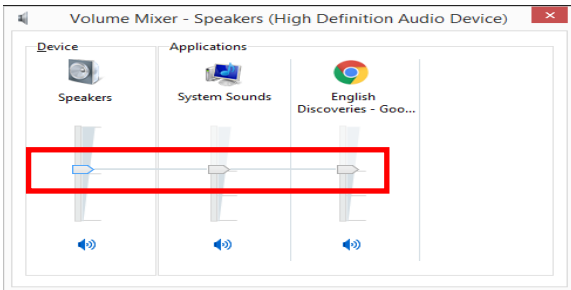 Volume Mixer - Speakers (High Definition Audio Device)
Device
Applications
Speakers
System Sounds
English
Discoveries - Goo...